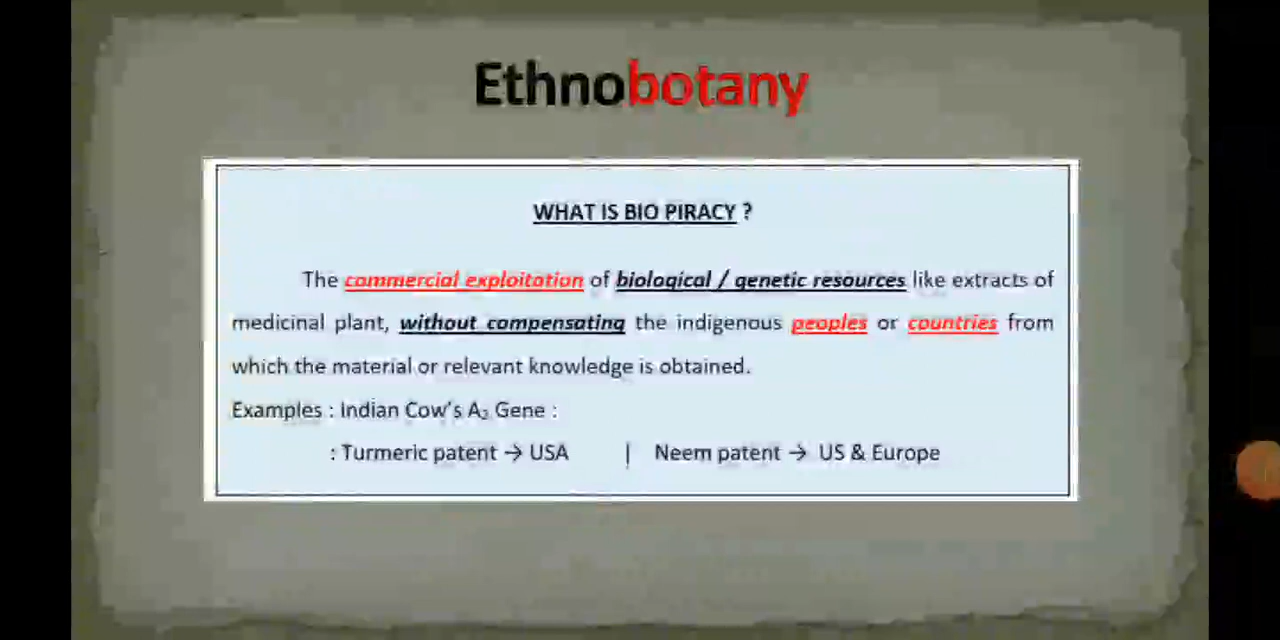 Ethnobotany
WHAT IS BIO PIRACY ?
The commercial exploitation of biological / genetic resources like extracts of
medicinal plant, without compensating the indigenous peoples or countries from
which the material or relevant knowledge is obtained.
Examples : Indian Cow's A₂ Gene :
: Turmeric patent → USA | Neem patent → US & Europe